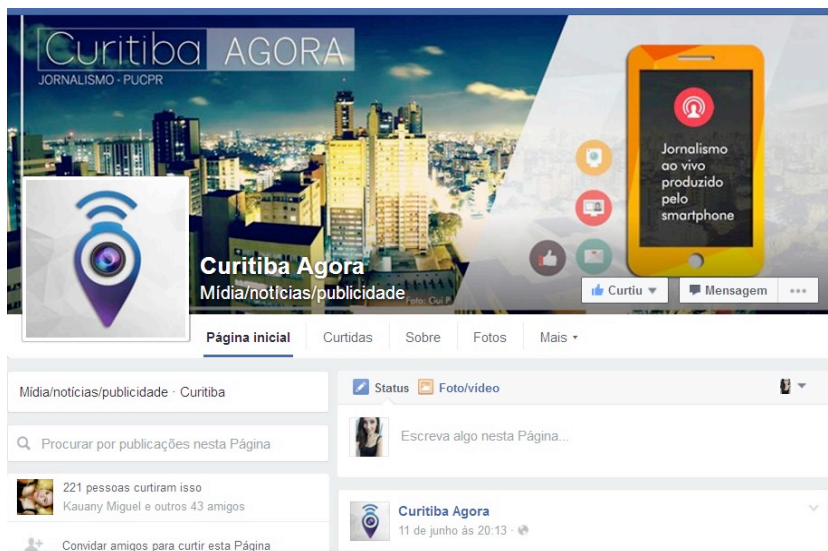 Curitiba AGORA
JORNALISMO - PUCPR
Jornalismo
ao vivo
produzido
pelo
smartphone
Curitiba Agora
Mídia/notícias/publicidade
Foto: Gui P
Curtiu
Mensagem
Página inicial
Curtidas
Sobre
Fotos
Mais
Mídia/notícias/publicidade · Curitiba
Procurar por publicações nesta Página
221 pessoas curtiram isso
Kauany Miguel e outros 43 amigos
Convidar amigos para curtir esta Página
Status
Foto/vídeo
Escreva algo nesta Página...
Curitiba Agora
11 de junho às 20:13 ·